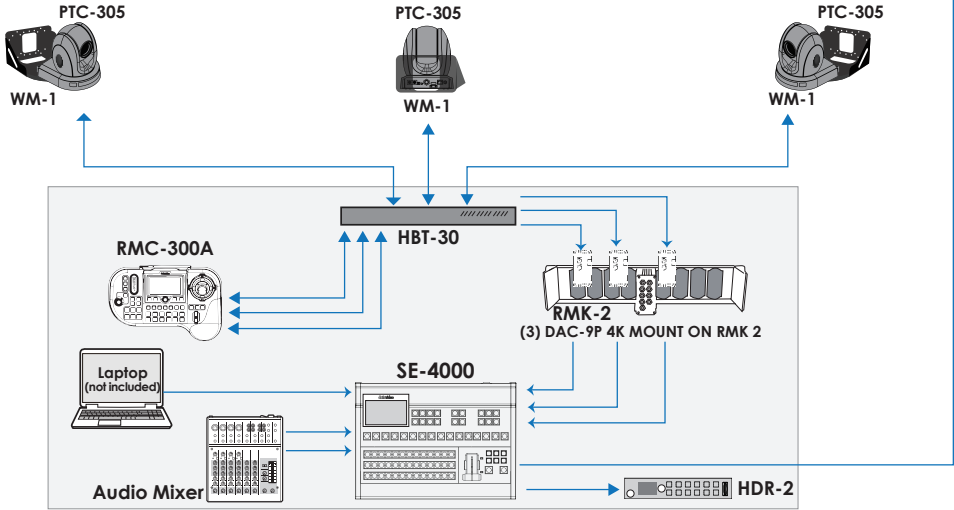 PTC-305
PTC-305
PTC-305
WM-1
WM-1
WM-1
HBT-30
RMC-300A
RMK-2
(3) DAC-9P 4K MOUNT ON RMK 2
SE-4000
Laptop
(not included)
Audio Mixer
HDR-2